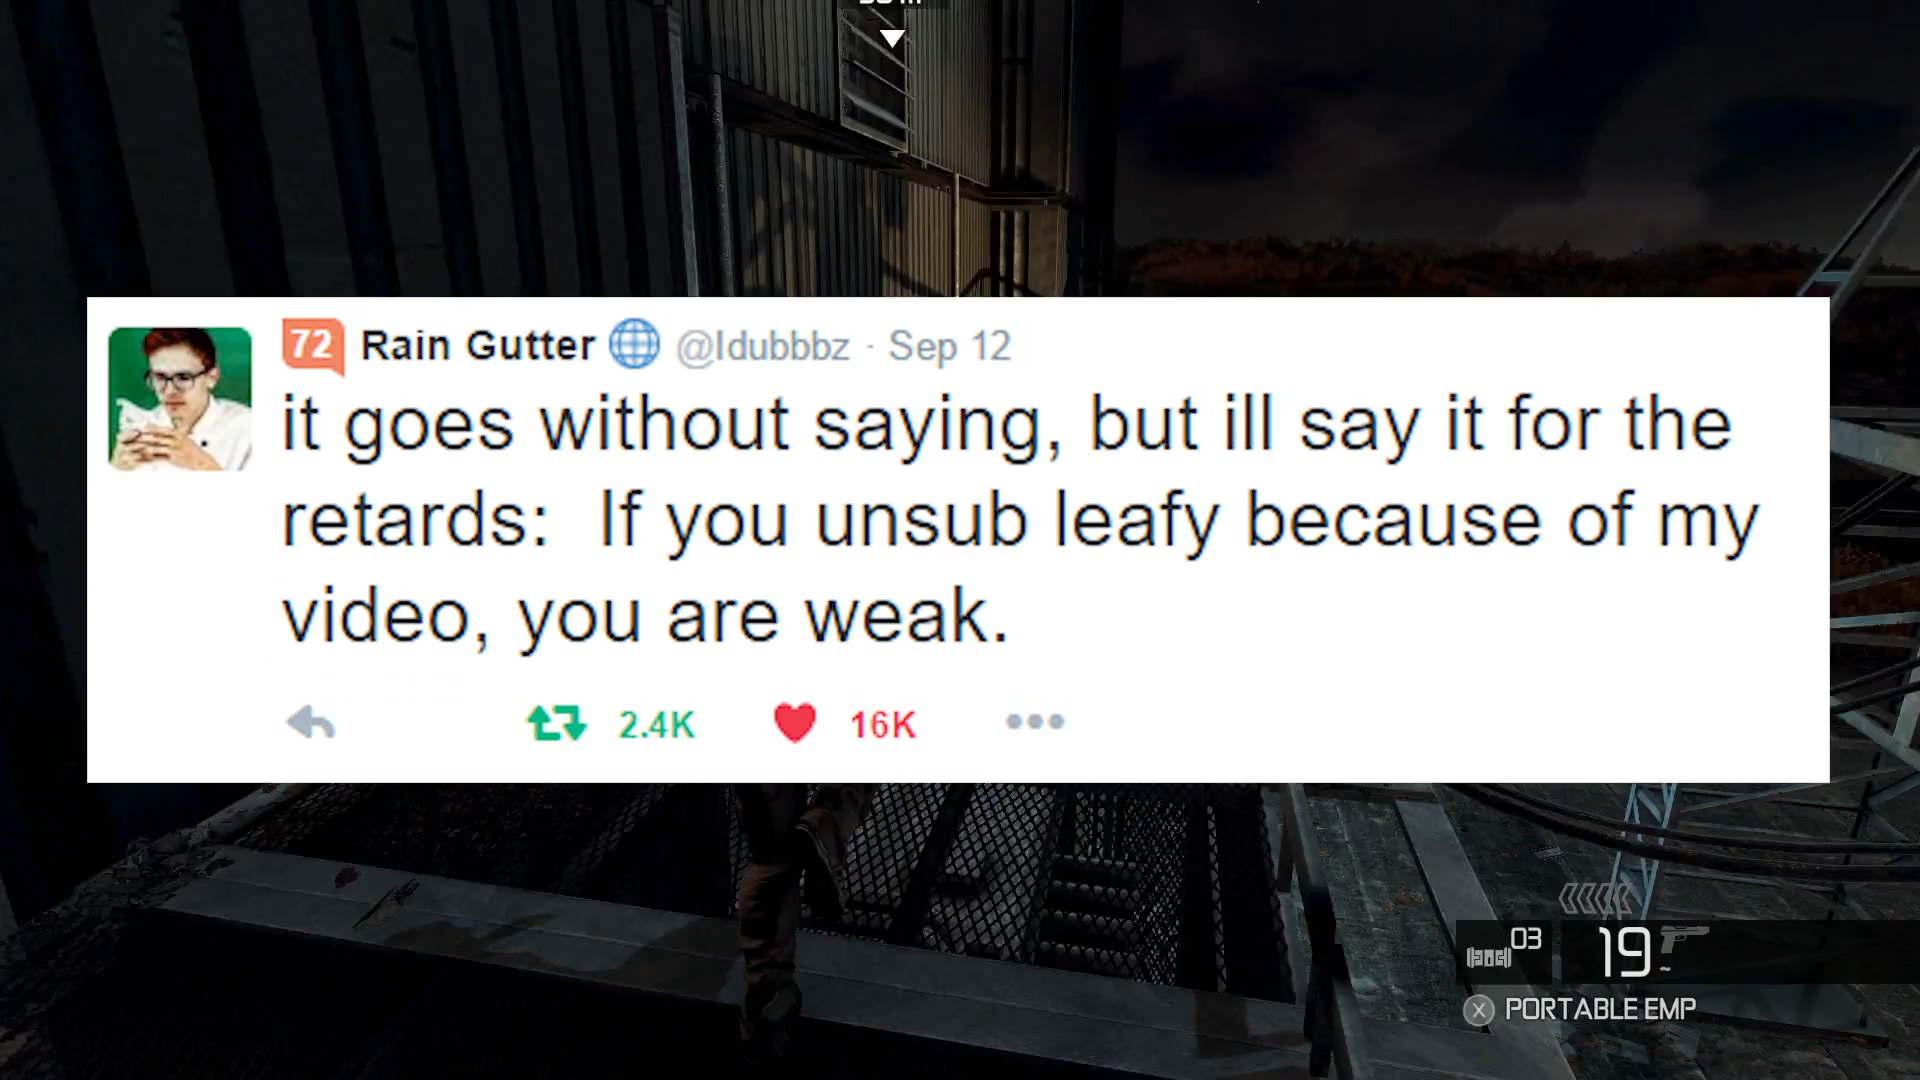 72 Rain Gutter @Idubbbz · Sep 12
it goes without saying, but ill say it for the
retards: If you unsub leafy because of my
video, you are weak.
2.4K 16K
03
19
X PORTABLE EMP